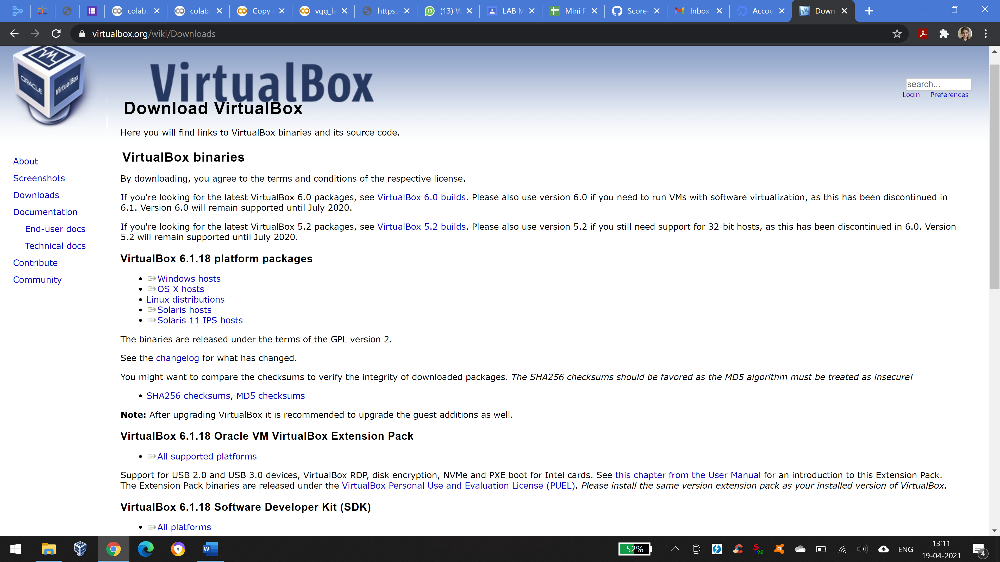 colab.
colab.
Copy
vgg_la
https:/
13
(13) W
LAB M
Mini P
Score-
Inbox
Accou
Down
virtualbox.org/wiki/Downloads
ORACLE
VirtualBox
VirtualBox
search...
Login Preferences
Download VirtualBox
Here you will find links to VirtualBox binaries and its source code.
About
Screenshots
Downloads
Documentation
End-user docs
Technical docs
Contribute
Community
VirtualBox binaries
By downloading, you agree to the terms and conditions of the respective license.
If you're looking for the latest VirtualBox 6.0 packages, see VirtualBox 6.0 builds. Please also use version 6.0 if you need to run VMs with software virtualization, as this has been discontinued in
6.1. Version 6.0 will remain supported until July 2020.
If you're looking for the latest VirtualBox 5.2 packages, see VirtualBox 5.2 builds. Please also use version 5.2 if you still need support for 32-bit hosts, as this has been discontinued in 6.0. Version
5.2 will remain supported until July 2020.
VirtualBox 6.1.18 platform packages
Windows hosts
OS X hosts
Linux distributions
Solaris hosts
Solaris 11 IPS hosts
The binaries are released under the terms of the GPL version 2.
See the changelog for what has changed.
You might want to compare the checksums to verify the integrity of downloaded packages. The SHA256 checksums should be favored as the MD5 algorithm must be treated as insecure!
SHA256 checksums, MD5 checksums
Note: After upgrading VirtualBox it is recommended to upgrade the guest additions as well.
VirtualBox 6.1.18 Oracle VM VirtualBox Extension Pack
All supported platforms
Support for USB 2.0 and USB 3.0 devices, VirtualBox RDP, disk encryption, NVMe and PXE boot for Intel cards. See this chapter from the User Manual for an introduction to this Extension Pack.
The Extension Pack binaries are released under the VirtualBox Personal Use and Evaluation License (PUEL). Please install the same version extension pack as your installed version of VirtualBox.
VirtualBox 6.1.18 Software Developer Kit (SDK)
All platforms
52%
ENG
13:11
19-04-2021
4